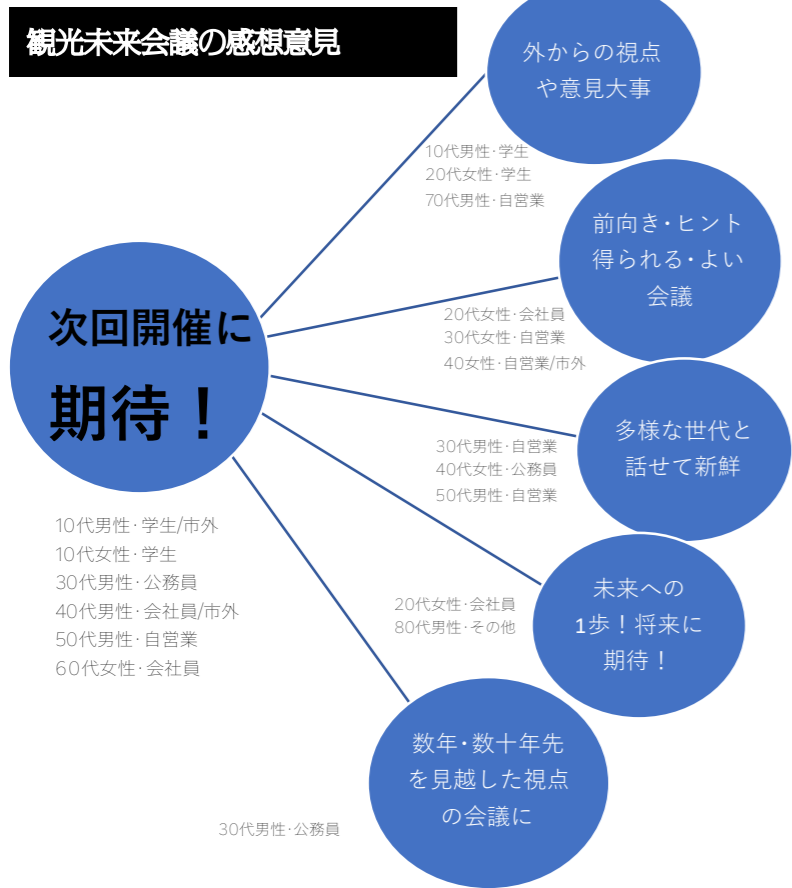 観光未来会議の感想意見
外からの視点
や意見大事
10代男性・学生
20代女性・学生
70代男性・自営業
前向き・ヒント
得られる・よい
会議
20代女性・会社員
30代女性・自営業
40女性・自営業/市外
次回開催に
期待！
多様な世代と
話せて新鮮
30代男性・自営業
40代女性・公務員
50代男性・自営業
10代男性・学生/市外
10代女性・学生
30代男性・公務員
40代男性・会社員/市外
50代男性・自営業
60代女性・会社員
未来への
1歩！将来に
期待！
20代女性・会社員
80代男性・その他
数年・数十年先
を見越した視点
の会議に
30代男性・公務員